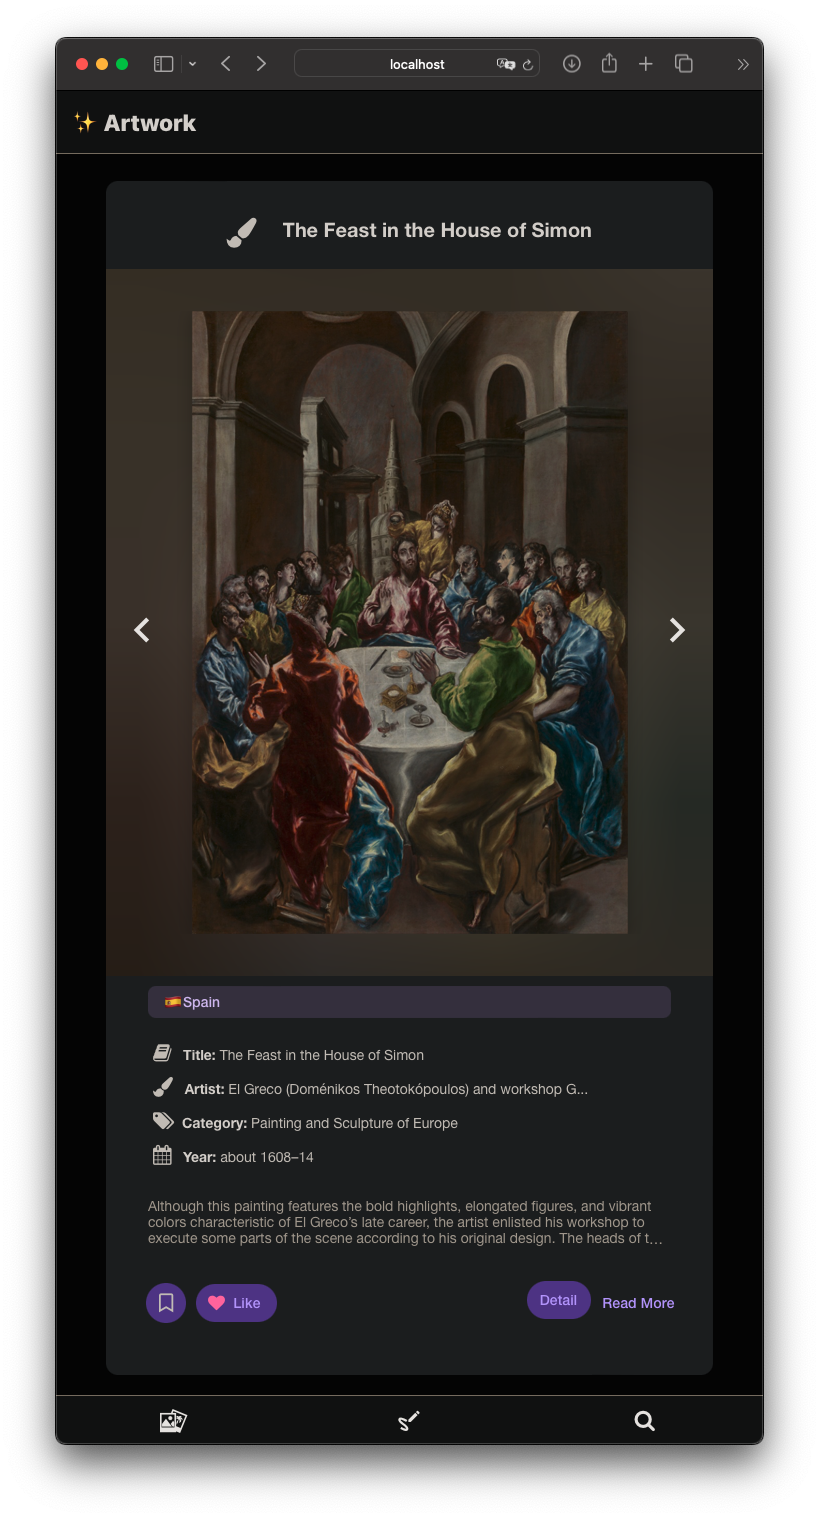 localhost
✨ Artwork
The Feast in the House of Simon
🇪🇸Spain
Title: The Feast in the House of Simon
Artist: El Greco (Doménikos Theotokópoulos) and workshop G...
Category: Painting and Sculpture of Europe
Year: about 1608–14
Although this painting features the bold highlights, elongated figures, and vibrant
colors characteristic of El Greco’s late career, the artist enlisted his workshop to
execute some parts of the scene according to his original design. The heads of t...
Like
Detail
Read More